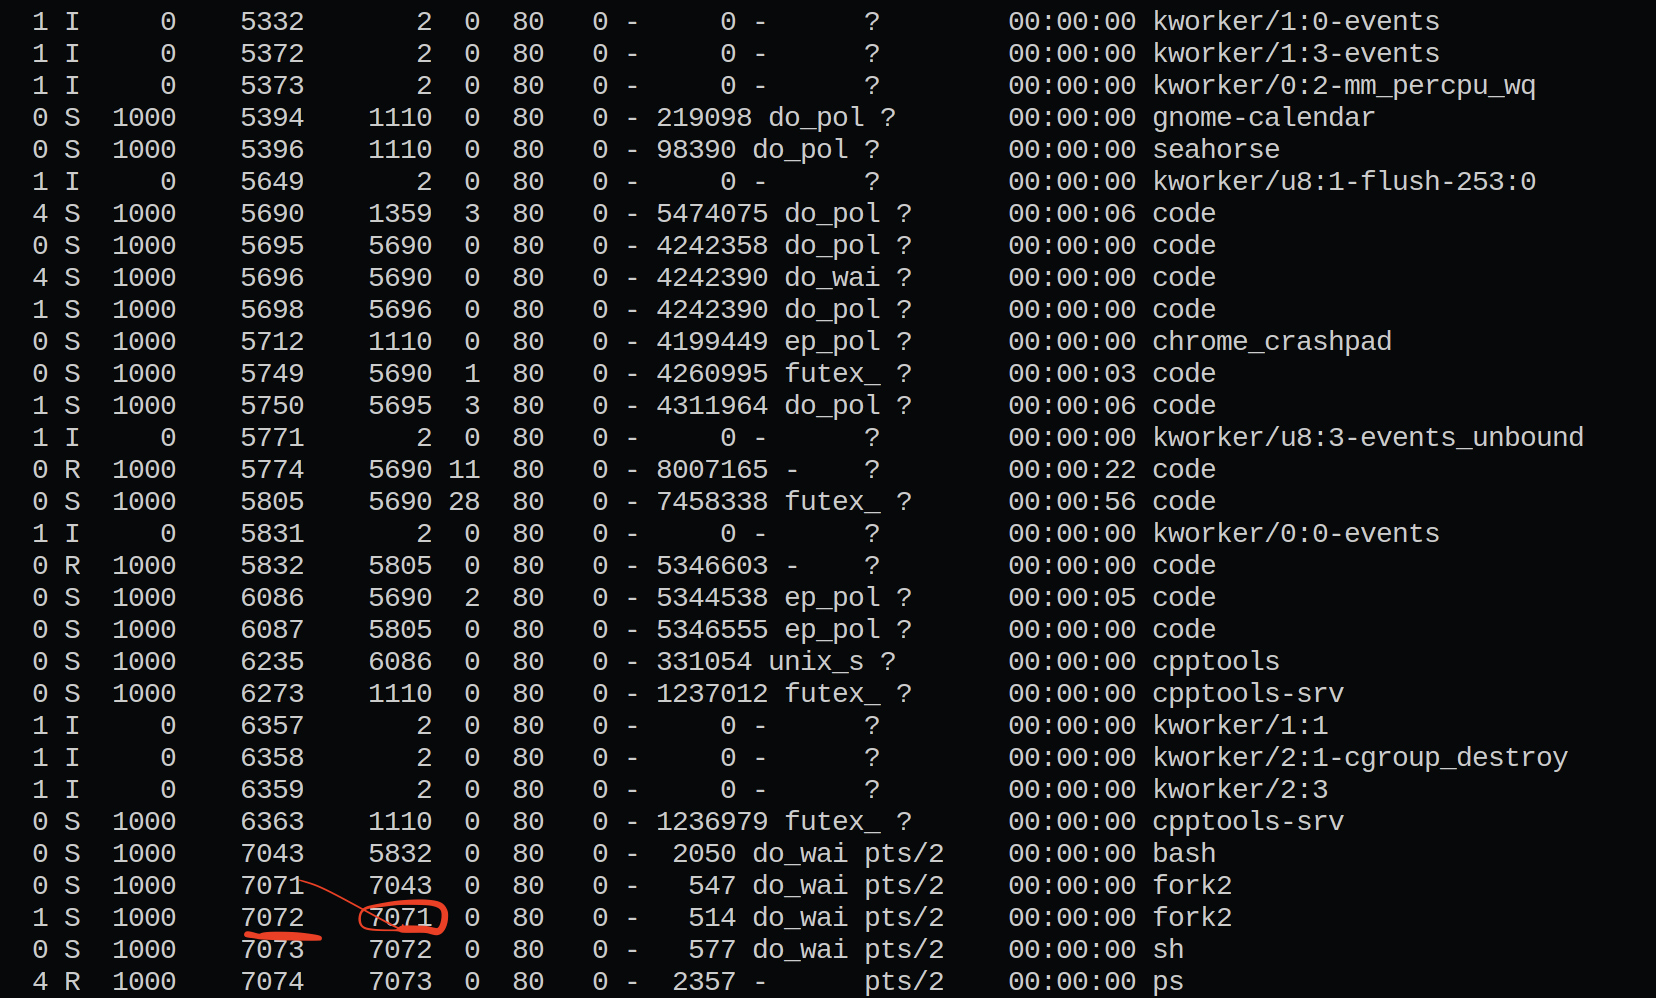 1 I 0 5332 2 0 80 0 - 0 - ? 00:00:00 kworker/1:0-events
1 I 0 5372 2 0 80 0 - 0 - ? 00:00:00 kworker/1:3-events
1 I 0 5373 2 0 80 0 - 0 - ? 00:00:00 kworker/0:2-mm_percpu_wq
0 S 1000 5394 1110 0 80 0 - 219098 do_pol ? 00:00:00 gnome-calendar
0 S 1000 5396 1110 0 80 0 - 98390 do_pol ? 00:00:00 seahorse
1 I 0 5649 2 0 80 0 - 0 - ? 00:00:00 kworker/u8:1-flush-253:0
4 S 1000 5690 1359 3 80 0 - 5474075 do_pol ? 00:00:06 code
0 S 1000 5695 5690 0 80 0 - 4242358 do_pol ? 00:00:00 code
4 S 1000 5696 5690 0 80 0 - 4242390 do_wai ? 00:00:00 code
1 S 1000 5698 5696 0 80 0 - 4242390 do_pol ? 00:00:00 code
0 S 1000 5712 1110 0 80 0 - 4199449 ep_pol ? 00:00:00 chrome_crashpad
0 S 1000 5749 5690 1 80 0 - 4260995 futex_ ? 00:00:03 code
1 S 1000 5750 5695 3 80 0 - 4311964 do_pol ? 00:00:06 code
1 I 0 5771 2 0 80 0 - 0 - ? 00:00:00 kworker/u8:3-events_unbound
0 R 1000 5774 5690 11 80 0 - 8007165 - ? 00:00:22 code
0 S 1000 5805 5690 28 80 0 - 7458338 futex_ ? 00:00:56 code
1 I 0 5831 2 0 80 0 - 0 - ? 00:00:00 kworker/0:0-events
0 R 1000 5832 5805 0 80 0 - 5346603 - ? 00:00:00 code
0 S 1000 6086 5690 2 80 0 - 5344538 ep_pol ? 00:00:05 code
0 S 1000 6087 5805 0 80 0 - 5346555 ep_pol ? 00:00:00 code
0 S 1000 6235 6086 0 80 0 - 331054 unix_s ? 00:00:00 cpptools
0 S 1000 6273 1110 0 80 0 - 1237012 futex_ ? 00:00:00 cpptools-srv
1 I 0 6357 2 0 80 0 - 0 - ? 00:00:00 kworker/1:1
1 I 0 6358 2 0 80 0 - 0 - ? 00:00:00 kworker/2:1-cgroup_destroy
1 I 0 6359 2 0 80 0 - 0 - ? 00:00:00 kworker/2:3
0 S 1000 6363 1110 0 80 0 - 1236979 futex_ ? 00:00:00 cpptools-srv
0 S 1000 7043 5832 0 80 0 - 2050 do_wai pts/2 00:00:00 bash
0 S 1000 7071 7043 0 80 0 - 547 do_wai pts/2 00:00:00 fork2
1 S 1000 7072 7071 0 80 0 - 514 do_wai pts/2 00:00:00 fork2
0 S 1000 7073 7072 0 80 0 - 577 do_wai pts/2 00:00:00 sh
4 R 1000 7074 7073 0 80 0 - 2357 - pts/2 00:00:00 ps